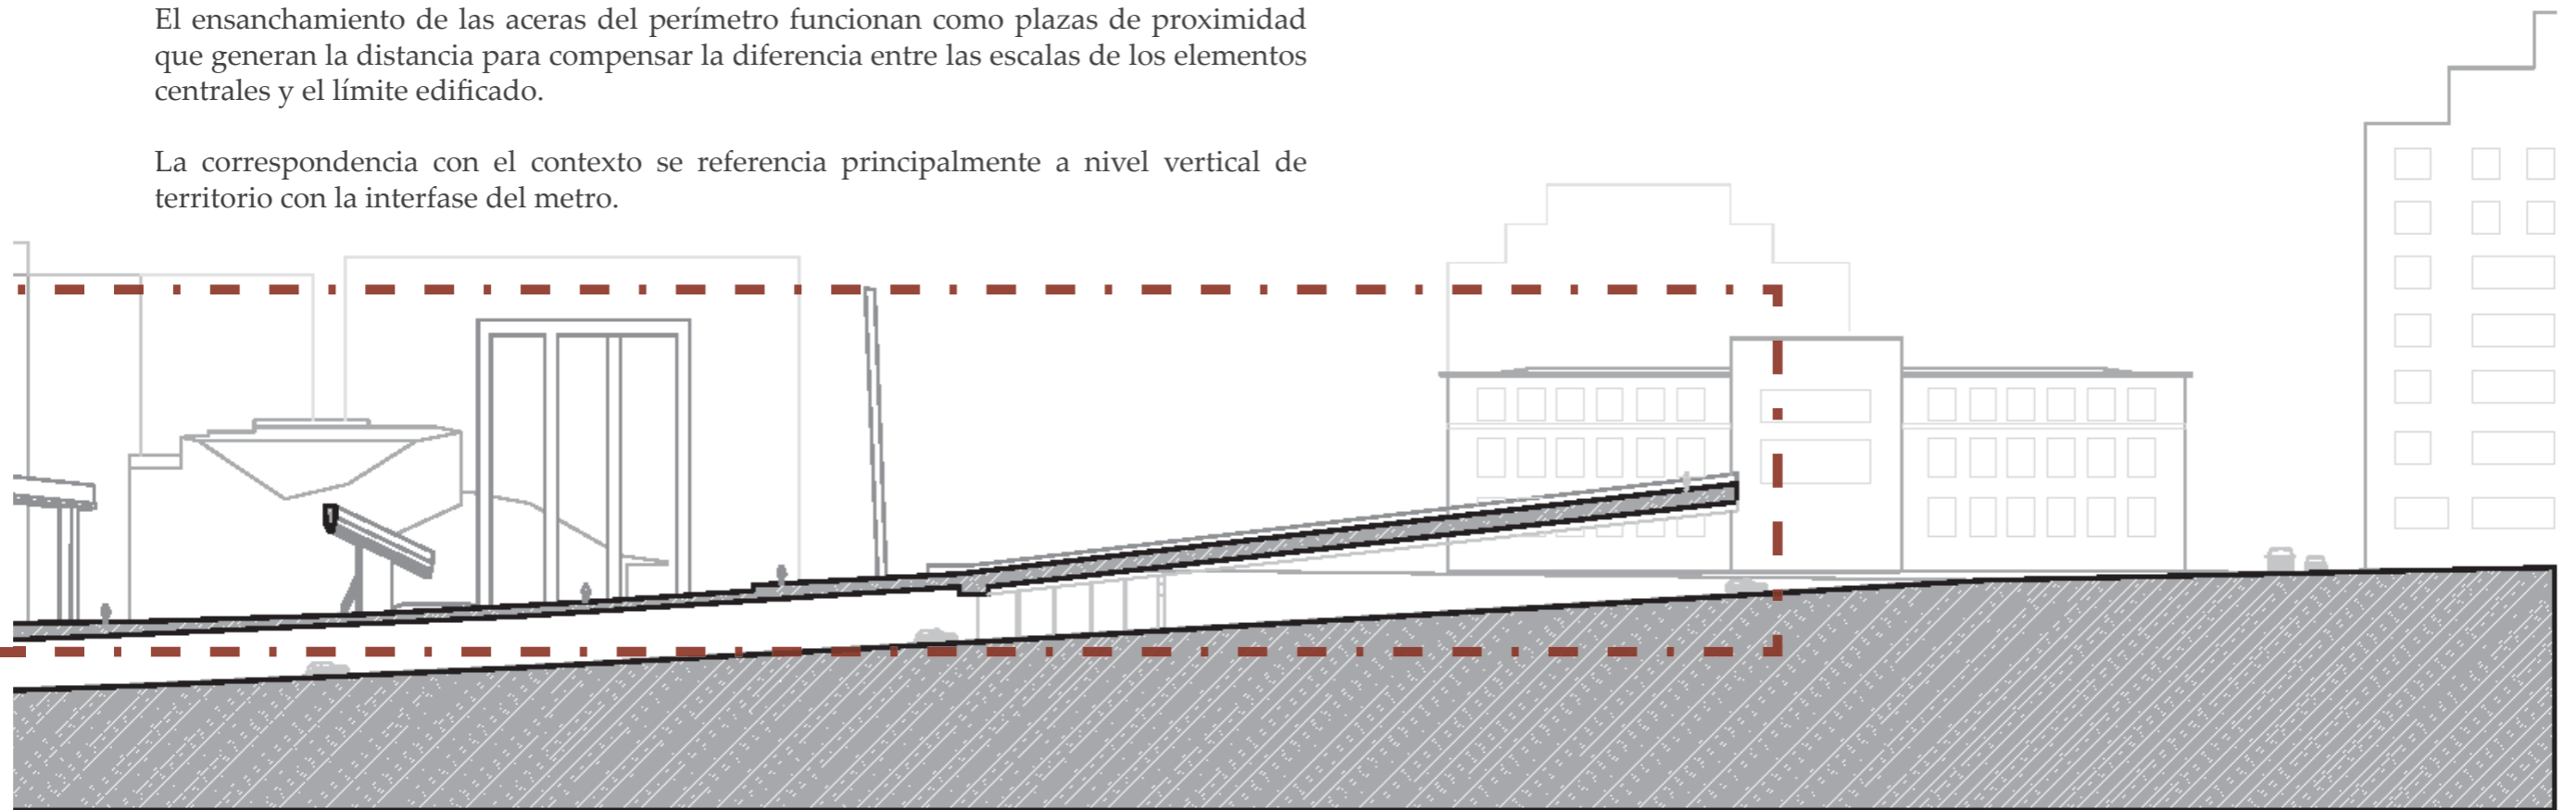 El ensanchamiento de las aceras del perímetro funcionan como plazas de proximidad
que generan la distancia para compensar la diferencia entre las escalas de los elementos
centrales y el límite edificado.
La correspondencia con el contexto se referencia principalmente a nivel vertical de
territorio con la interfase del metro.